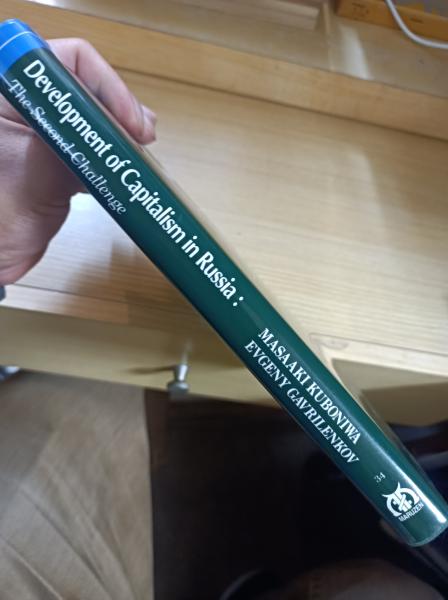 Development of Capitalism in Russia :
The Second Challenge
MASAAKI KUBONIWA
EVGENY GAVRILENKOV
34
MARUZEN